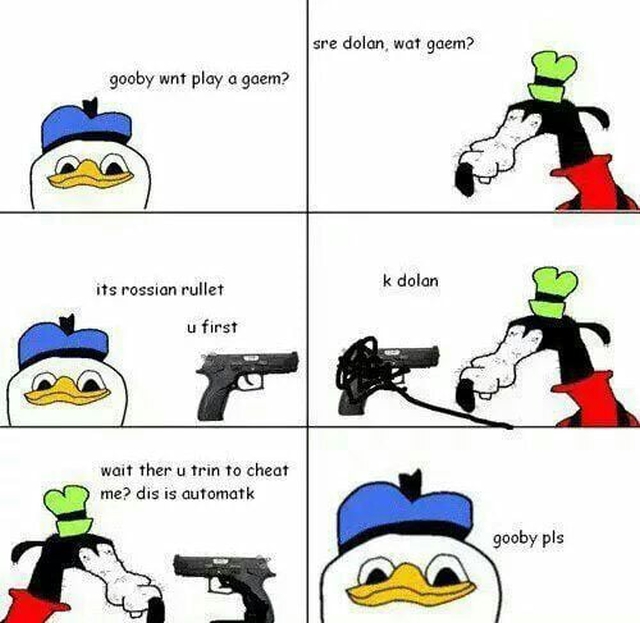 gooby wnt play a gaem?
sre dolan, wat gaem?
its rossian rullet
u first
k dolan
wait ther u trin to cheat
me? dis is automatk
gooby pls